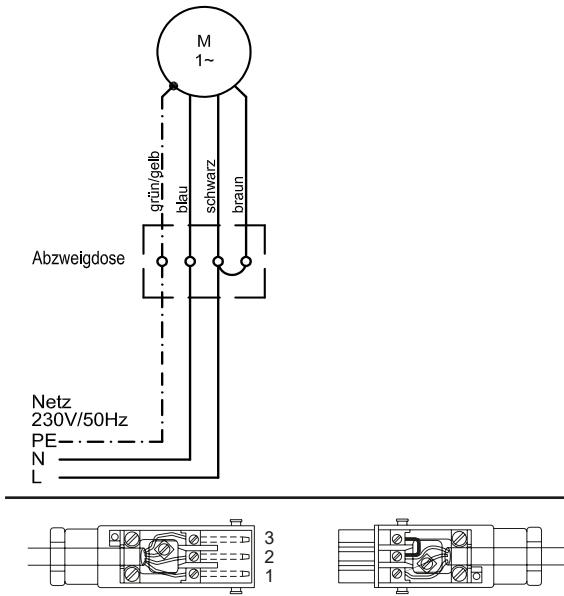 M
1~
grün/gelb
blau
schwarz
braun
Abzweigdose
Netz
230V/50Hz
PE
N
L
3
2
1